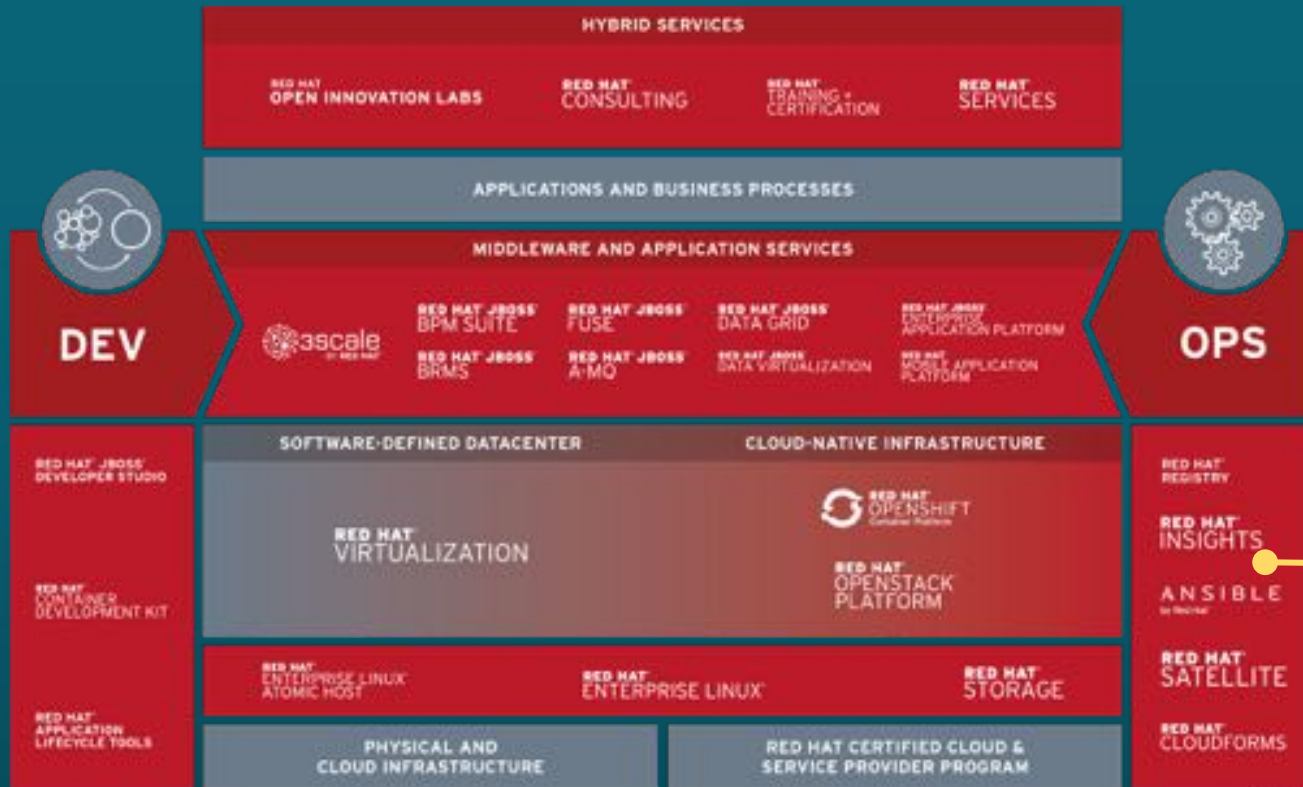 HYBRID SERVICES
RED HAT
OPEN INNOVATION LABS
RED HAT
CONSULTING
RED HAT
TRAINING +
CERTIFICATION
RED HAT
SERVICES
APPLICATIONS AND BUSINESS PROCESSES
DEV
MIDDLEWARE AND APPLICATION SERVICES
3scale
BY RED HAT
RED HAT JBOSS
BPM SUITE
RED HAT JBOSS
FUSE
RED HAT JBOSS
DATA GRID
RED HAT JBOSS
ENTERPRISE
APPLICATION PLATFORM
RED HAT JBOSS
BRMS
RED HAT JBOSS
A-MQ
RED HAT JBOSS
DATA VIRTUALIZATION
RED HAT
MOBILE APPLICATION
PLATFORM
OPS
RED HAT JBOSS
DEVELOPER STUDIO
RED HAT
CONTAINER
DEVELOPMENT KIT
RED HAT
APPLICATION
LIFECYCLE TOOLS
SOFTWARE-DEFINED DATACENTER
RED HAT
VIRTUALIZATION
CLOUD-NATIVE INFRASTRUCTURE
RED HAT
OPENSHIFT
Container Platform
RED HAT
OPENSTACK
PLATFORM
RED HAT
ENTERPRISE LINUX
ATOMIC HOST
RED HAT
ENTERPRISE LINUX
RED HAT
STORAGE
PHYSICAL AND
CLOUD INFRASTRUCTURE
RED HAT CERTIFIED CLOUD &
SERVICE PROVIDER PROGRAM
RED HAT
REGISTRY
RED HAT
INSIGHTS
ANSIBLE
by Red Hat
RED HAT
SATELLITE
RED HAT
CLOUDFORMS